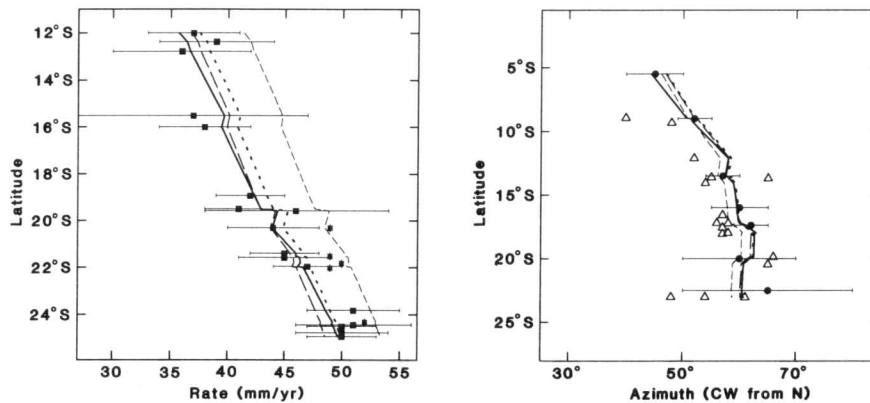 12°S
14°S
16°S
18°S
20°S
22°S
24°S
Latitude
30
35
40
45
50
55
Rate (mm/yr)
5°S
10°S
15°S
20°S
25°S
Latitude
30°
50°
70°
Azimuth (CW from N)